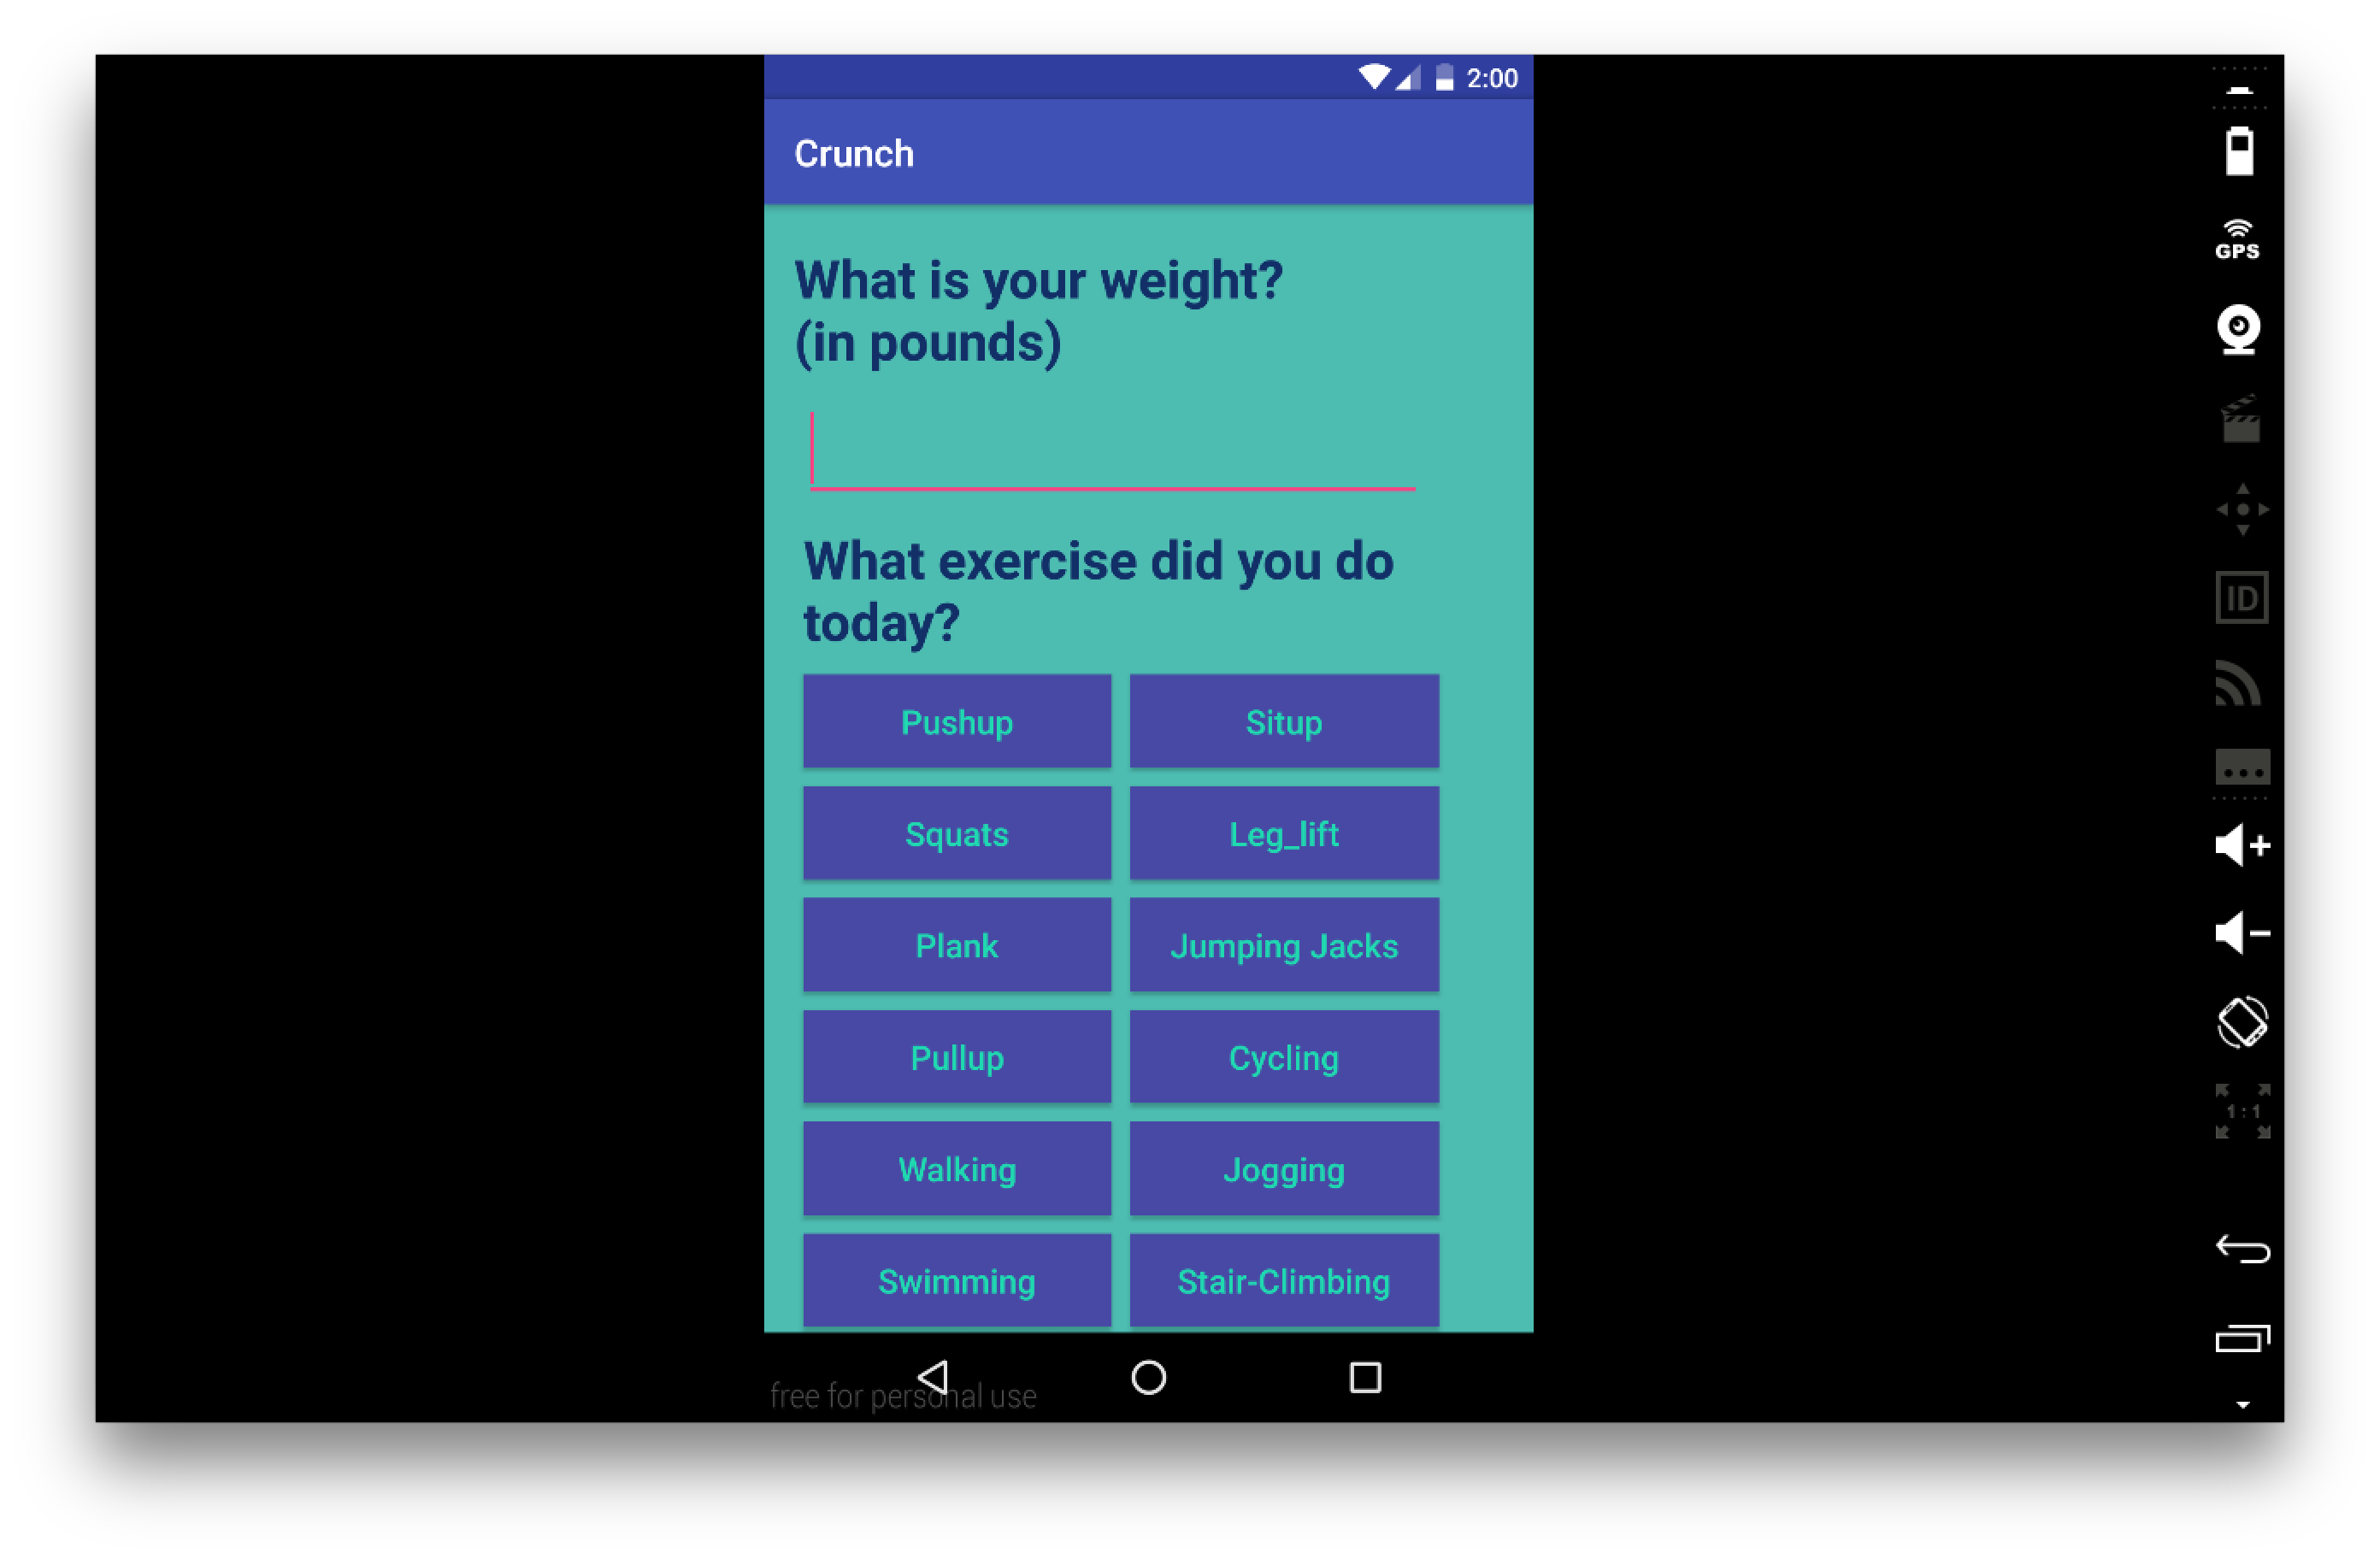 2:00
Crunch
What is your weight?
(in pounds)
What exercise did you do
today?
Pushup
Situp
Squats
Leg_lift
Plank
Jumping Jacks
Pullup
Cycling
Walking
Jogging
Swimming
Stair-Climbing
free for personal use
GPS
ID
1:1